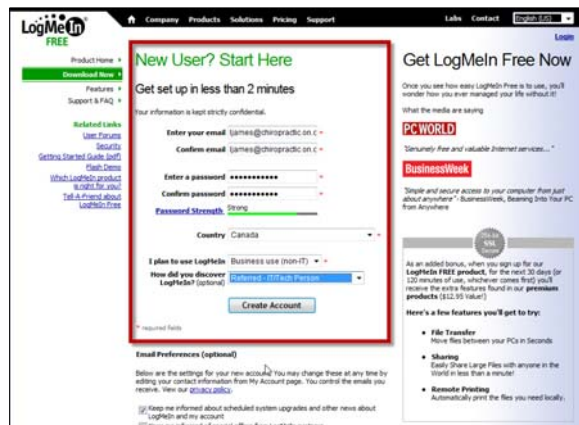 LogMeIn
FREE
Company Products Solutions Pricing Support
Labs Contact English (US)
Login
Product Home
Download Now
Features
Support & FAQ
Related Links
User Forums
Security
Getting Started Guide (pdf)
Flash Demo
Which LogMeIn product
is right for you?
Tell-A-Friend about
LogMeIn Free
New User? Start Here
Get set up in less than 2 minutes
Your information is kept strictly confidential.
Enter your email tjames@chiropractic.on.c *
Confirm email tjames@chiropractic.on.c *
Enter a password *
Confirm password *
Password Strength Strong
Country Canada *
I plan to use LogMeIn Business use (non-IT) *
How did you discover
LogMeIn? (optional) Referred - IT/Tech Person
Create Account
* required fields
Email Preferences (optional)
Below are the settings for your new account. You may change these at any time by
editing your contact information from My Account page. You control the emails you
receive. View our privacy policy.
Keep me informed about scheduled system upgrades and other news about
LogMeIn and my account
Get LogMeIn Free Now
Once you see how easy LogMeIn Free is to use, you'll
wonder how you ever managed your life without it!
What the media are saying
PC WORLD
"Genuinely free and valuable Internet services..."
BusinessWeek
"Simple and secure access to your computer from just
about anywhere" - BusinessWeek, Beaming Into Your PC
from Anywhere
256-bit
SSL
Secure
As an added bonus, when you sign up for our
LogMeIn FREE product, for the next 30 days (or
120 minutes of use, whichever comes first) you'll
receive the extra features found in our premium
products ($12.95 Value!)
Here's a few features you'll get to try:
File Transfer
Move files between your PCs in Seconds
Sharing
Easily Share Large Files with anyone in the
World in less than a minute!
Remote Printing
Automatically print the files you need locally.